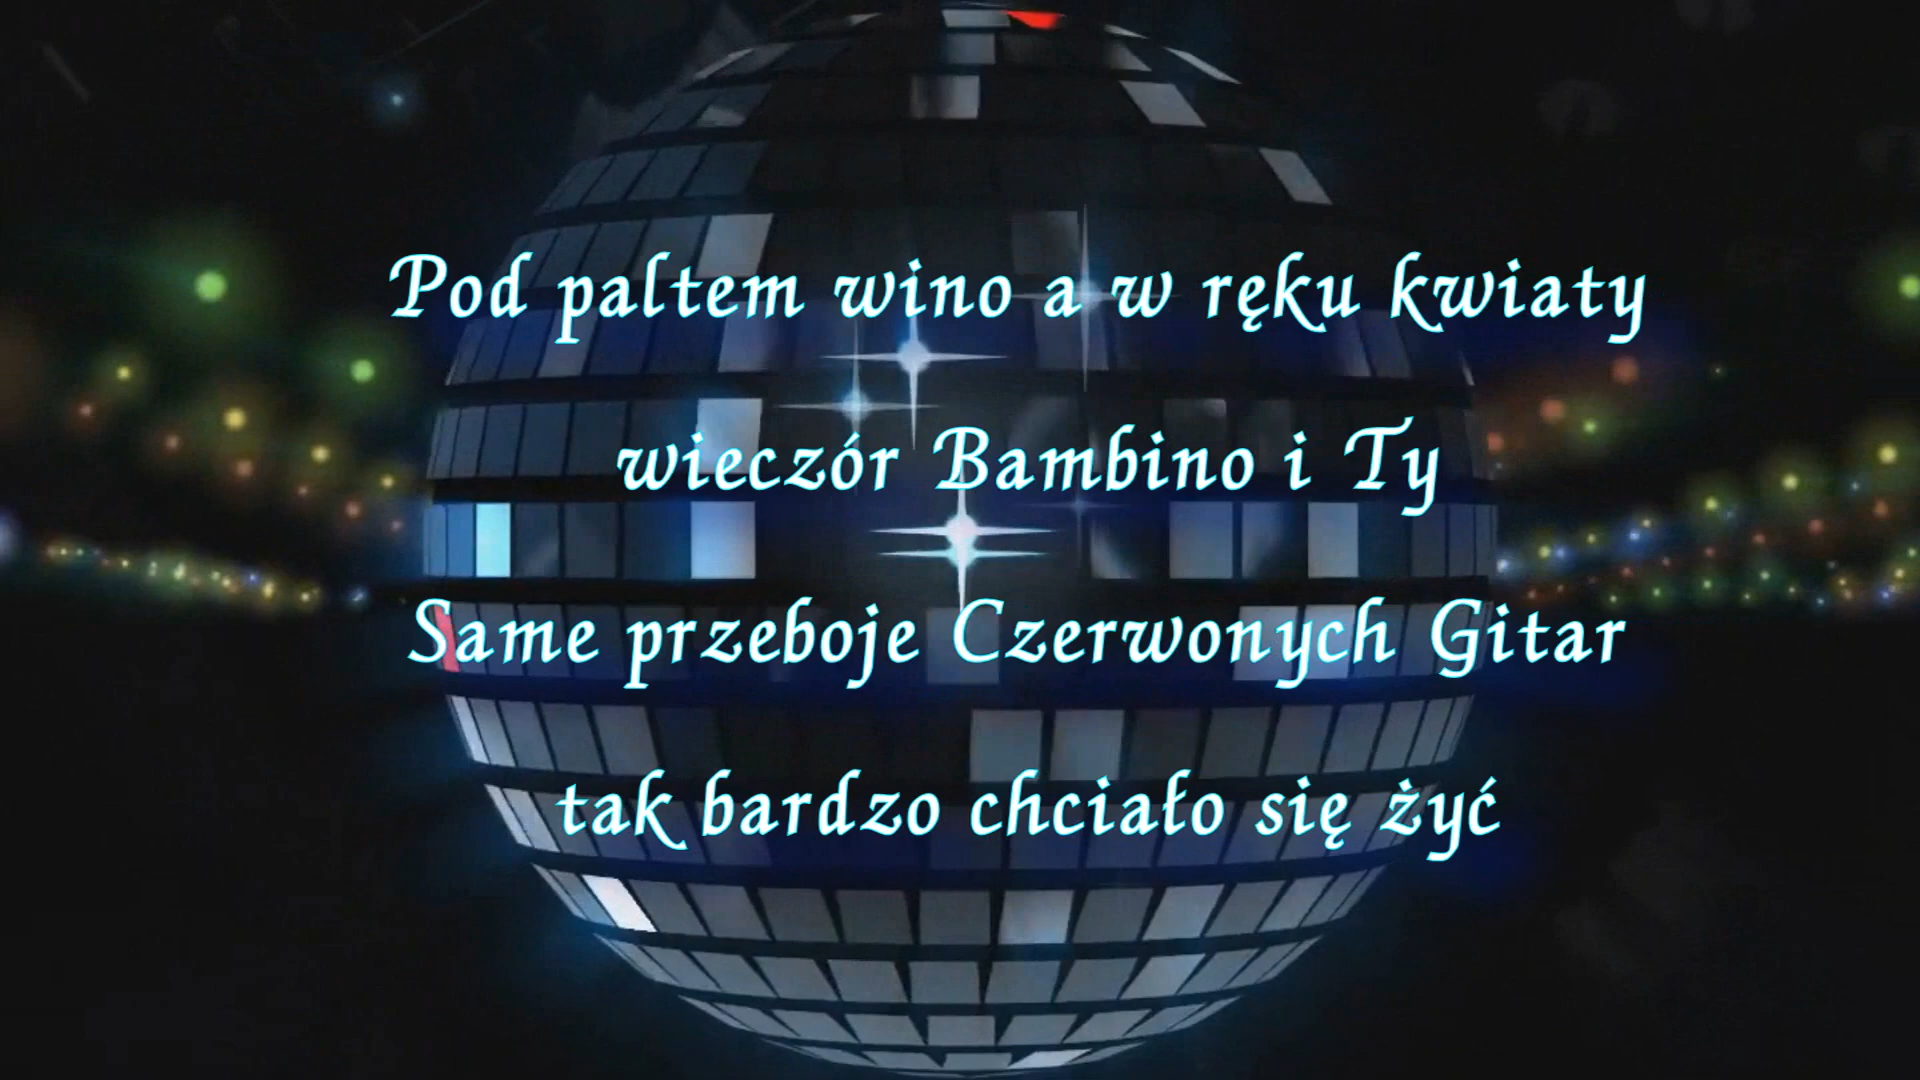 Pod paltem wino a w ręku kwiaty
wieczór Bambino i Ty
Same przeboje Czerwonych Gitar
tak bardzo chciało się żyć